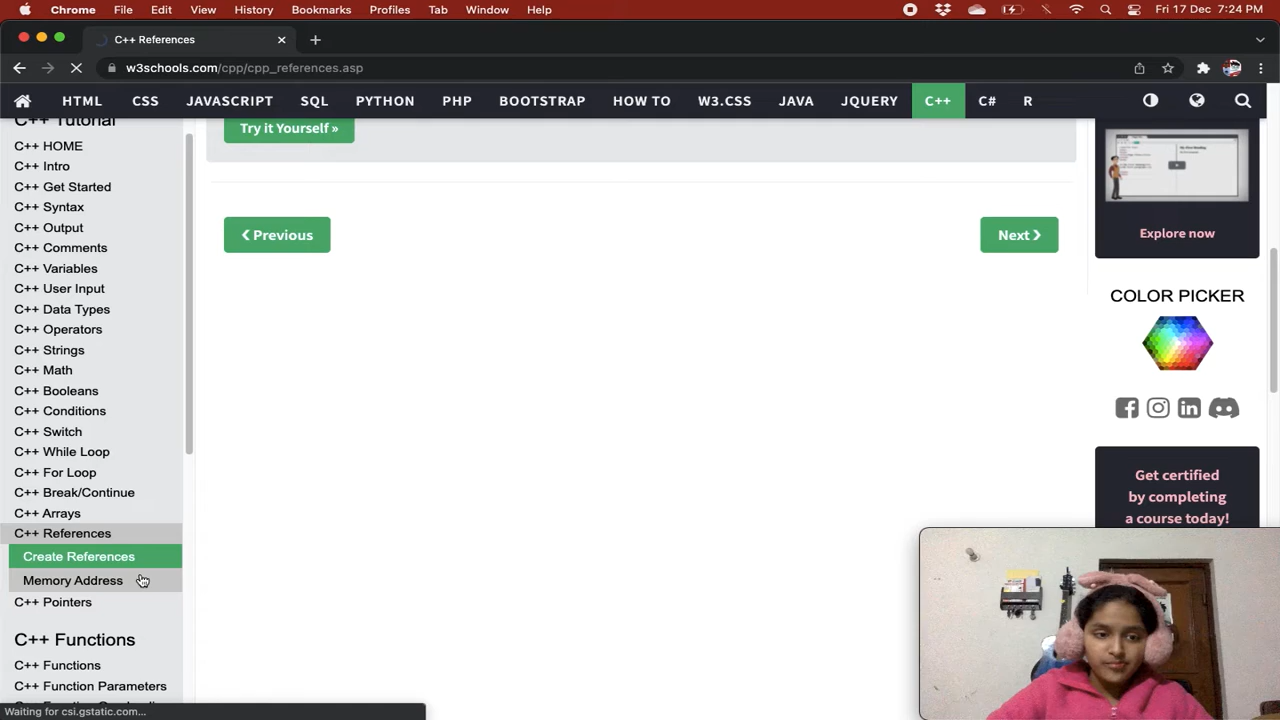 Chrome File Edit View History Bookmarks Profiles Tab Window Help Fri 17 Dec 7:24 PM
C++ References
w3schools.com/cpp/cpp_references.asp
HTML CSS JAVASCRIPT SQL PYTHON PHP BOOTSTRAP HOW TO W3.CSS JAVA JQUERY C++ C# R
C++ Tutorial
C++ HOME
C++ Intro
C++ Get Started
C++ Syntax
C++ Output
C++ Comments
C++ Variables
C++ User Input
C++ Data Types
C++ Operators
C++ Strings
C++ Math
C++ Booleans
C++ Conditions
C++ Switch
C++ While Loop
C++ For Loop
C++ Break/Continue
C++ Arrays
C++ References
Create References
Memory Address
C++ Pointers
C++ Functions
C++ Functions
C++ Function Parameters
Waiting for csi.gstatic.com...
Try it Yourself »
❮ Previous
Next ❯
Explore now
COLOR PICKER
Get certified
by completing
a course today!